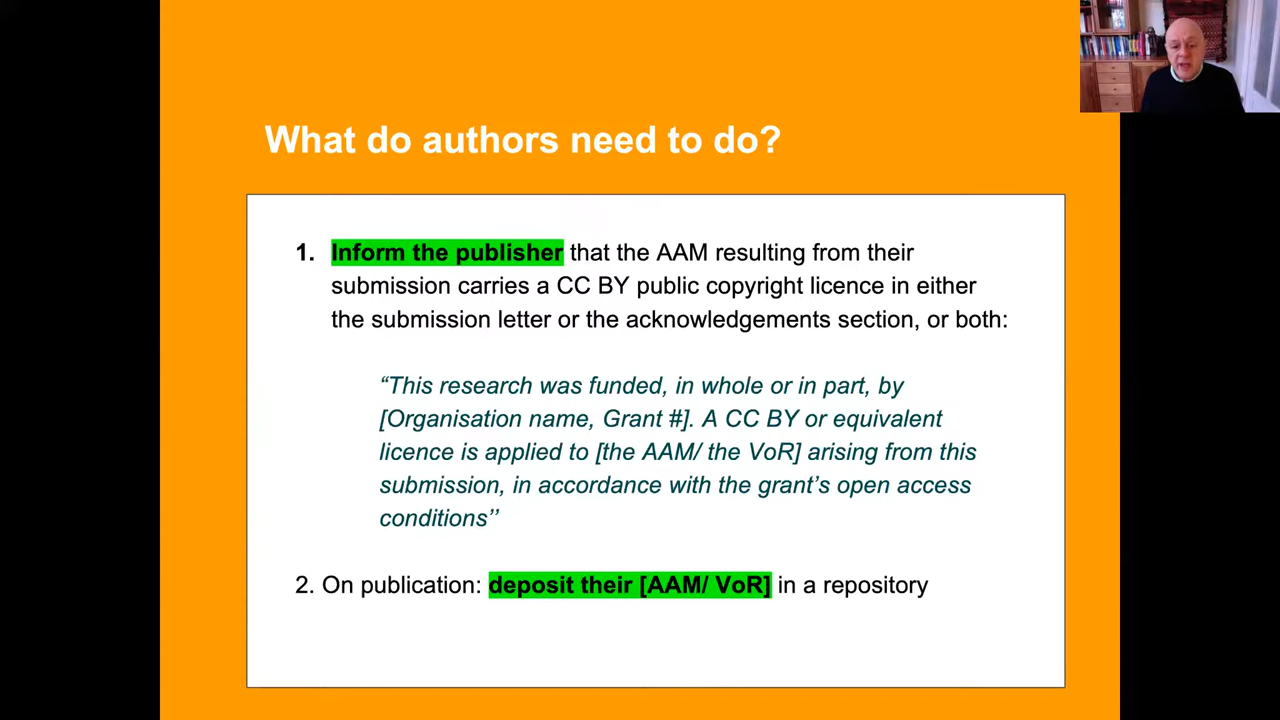 What do authors need to do?
1. Inform the publisher that the AAM resulting from their
submission carries a CC BY public copyright licence in either
the submission letter or the acknowledgements section, or both:
“This research was funded, in whole or in part, by
[Organisation name, Grant #]. A CC BY or equivalent
licence is applied to [the AAM/ the VoR] arising from this
submission, in accordance with the grant’s open access
conditions’’
2. On publication: deposit their [AAM/ VoR] in a repository